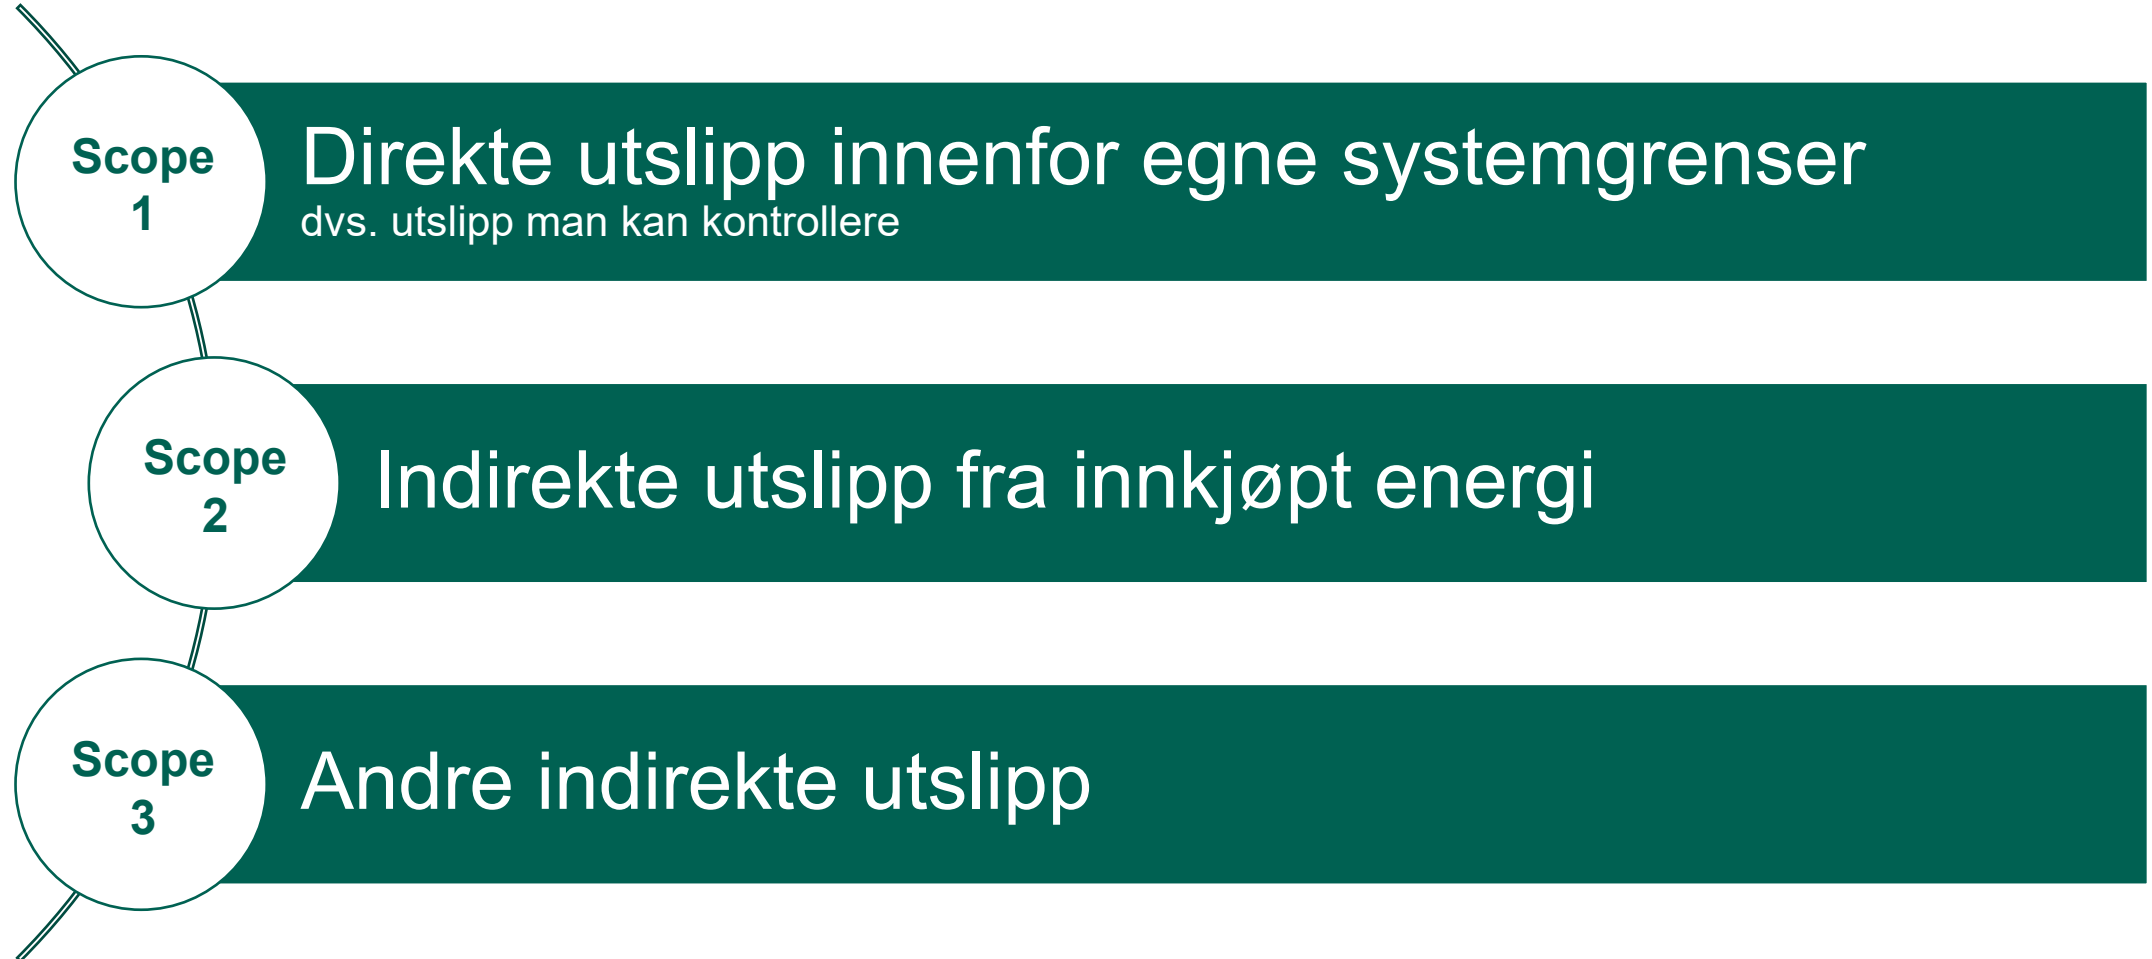 Scope
1
Direkte utslipp innenfor egne systemgrenser
dvs. utslipp man kan kontrollere
Scope
2
Indirekte utslipp fra innkjøpt energi
Scope
3
Andre indirekte utslipp